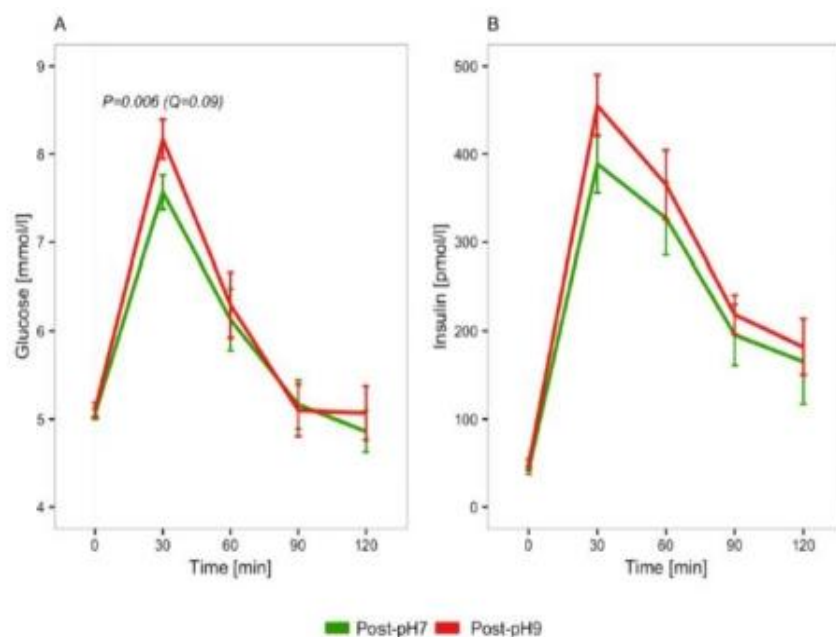 A
B
P=0.006 (Q=0.09)
Glucose [mmol/l]
9
8
7
6
5
4
0 30 60 90 120
Time [min]
Insulin [pmol/l]
500
400
300
200
100
0
0 30 60 90 120
Time [min]
Post-pH7 Post-pH9